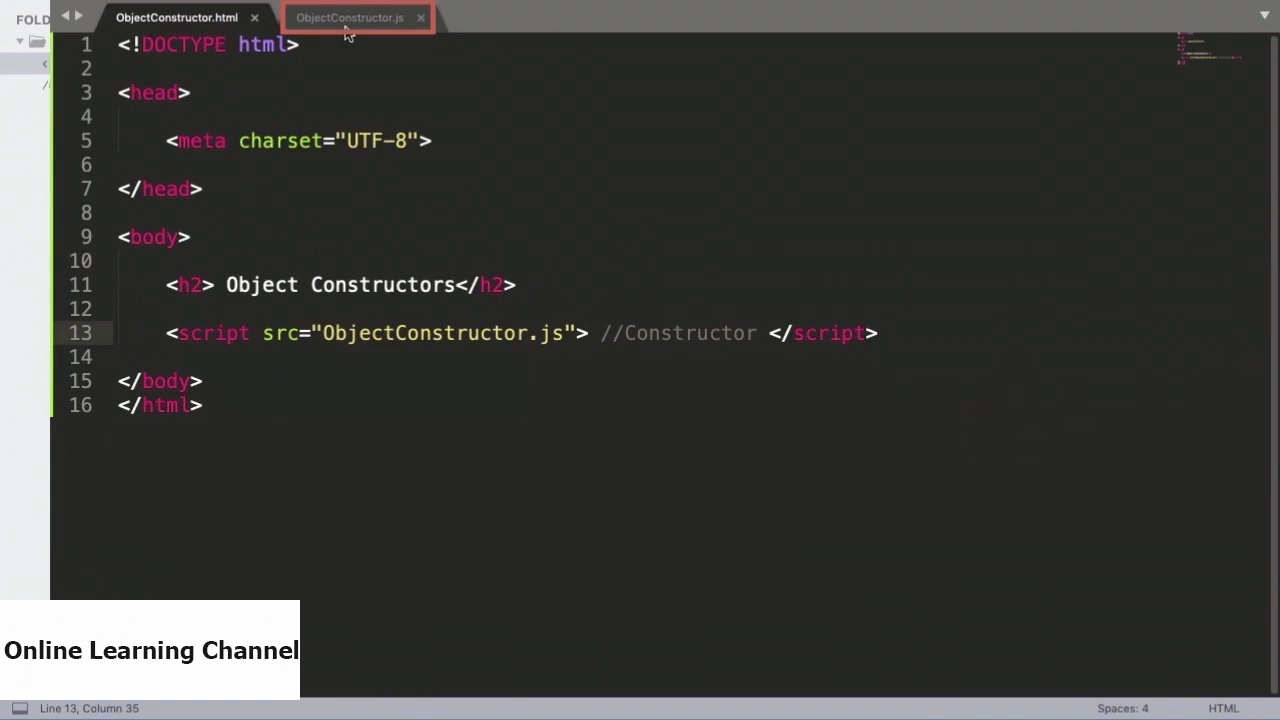 FOLD
ObjectConstructor.html ×
ObjectConstructor.js ×
1 <!DOCTYPE html>
2
3 <head>
4
5 <meta charset="UTF-8">
6
7 </head>
8
9 <body>
10
11 <h2> Object Constructors</h2>
12
13 <script src="ObjectConstructor.js"> //Constructor </script>
14
15 </body>
16 </html>
Online Learning Channel
Line 13, Column 35
Spaces: 4
HTML